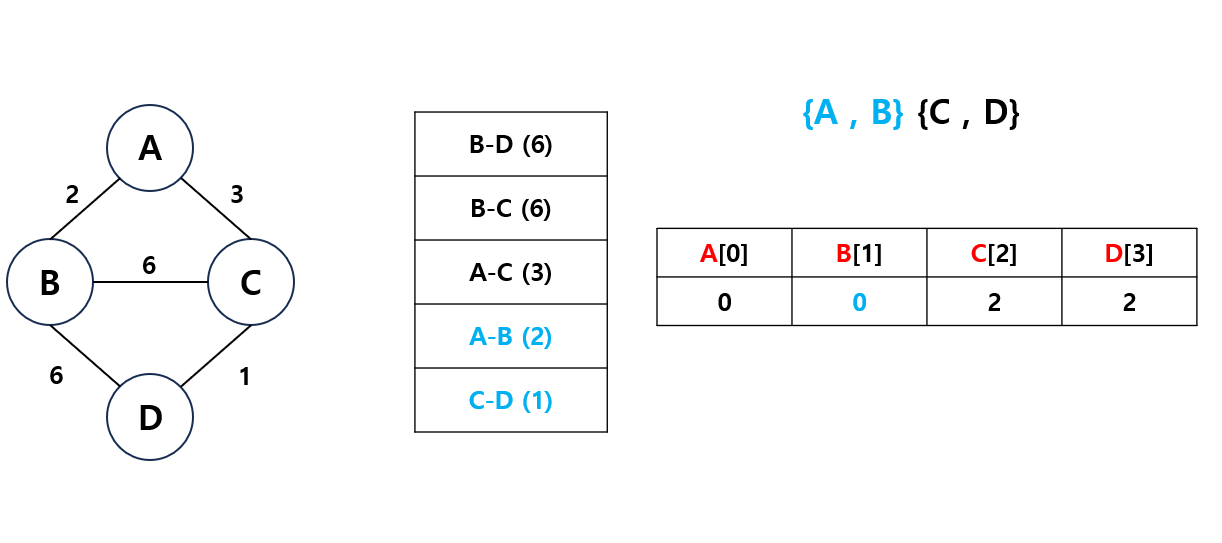 A
2
3
B
6
C
6
1
D
B-D (6)
B-C (6)
A-C (3)
A-B (2)
C-D (1)
{A , B} {C , D}
A[0] B[1] C[2] D[3]
0 0 2 2